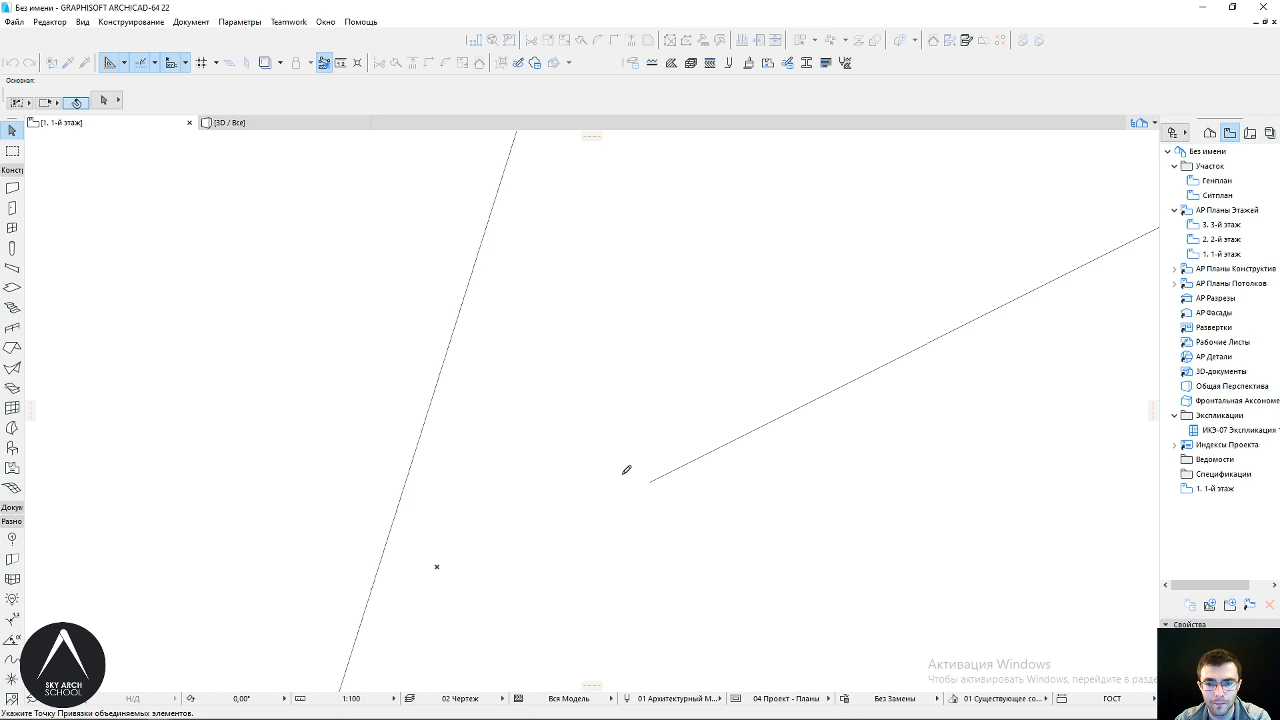 Без имени - GRAPHISOFT ARCHICAD-64 22
Файл Редактор Вид Конструирование Документ Параметры Teamwork Окно Помощь
Основная:
[1. 1-й этаж]
[3D / Все]
Констр
Докум
Разно
Без имени
Участок
Генплан
Ситплан
АР Планы Этажей
3. 3-й этаж
2. 2-й этаж
1. 1-й этаж
АР Планы Конструктив
АР Планы Потолков
АР Разрезы
АР Фасады
Развертки
Рабочие Листы
АР Детали
3D-документы
Общая Перспектива
Фронтальная Аксономе
Экспликации
ИКЭ-07 Экспликация
Индексы Проекта
Ведомости
Спецификации
1. 1-й этаж
Свойства
SKY ARCH
SCHOOL
Активация Windows
Чтобы активировать Windows, перейдите в разде
Н/Д 0,00° 1:100 02 Чертеж Вся Модель 01 Архитектурный М... 04 Проект - Планы Без Замены 01 Существующее со... ГОСТ
Укажите Точку Привязки объединяемых элементов.